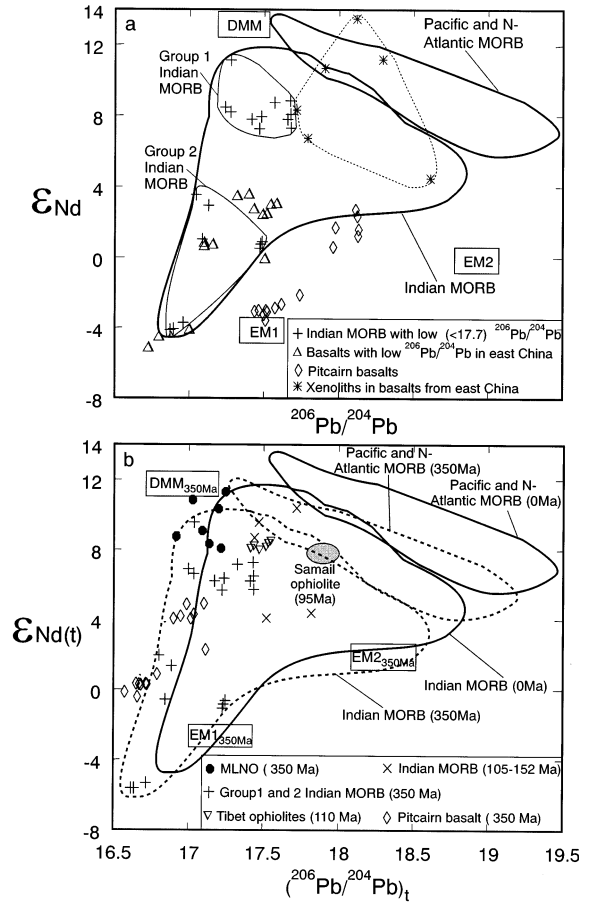 14
12
8
4
0
-4
-8
εNd
a
DMM
Pacific and N-
Atlantic MORB
Group 1
Indian
MORB
Group 2
Indian
MORB
EM2
Indian MORB
EM1
+ Indian MORB with low (<17.7) 206Pb/204Pb
△ Basalts with low 206Pb/204Pb in east China
◇ Pitcairn basalts
✳ Xenoliths in basalts from east China
206Pb/204Pb
14
12
8
4
0
-4
-8
εNd(t)
b
DMM350Ma
Pacific and N-
Atlantic MORB (350Ma)
Pacific and N-
Atlantic MORB (0Ma)
Samail
ophiolite
(95Ma)
EM2350Ma
Indian MORB (0Ma)
Indian MORB (350Ma)
EM1350Ma
● MLNO ( 350 Ma)
× Indian MORB (105-152 Ma)
+ Group1 and 2 Indian MORB (350 Ma)
▽ Tibet ophiolites (110 Ma)
◇ Pitcairn basalt ( 350 Ma)
16.5 17 17.5 18 18.5 19 19.5
(206Pb/204Pb)t